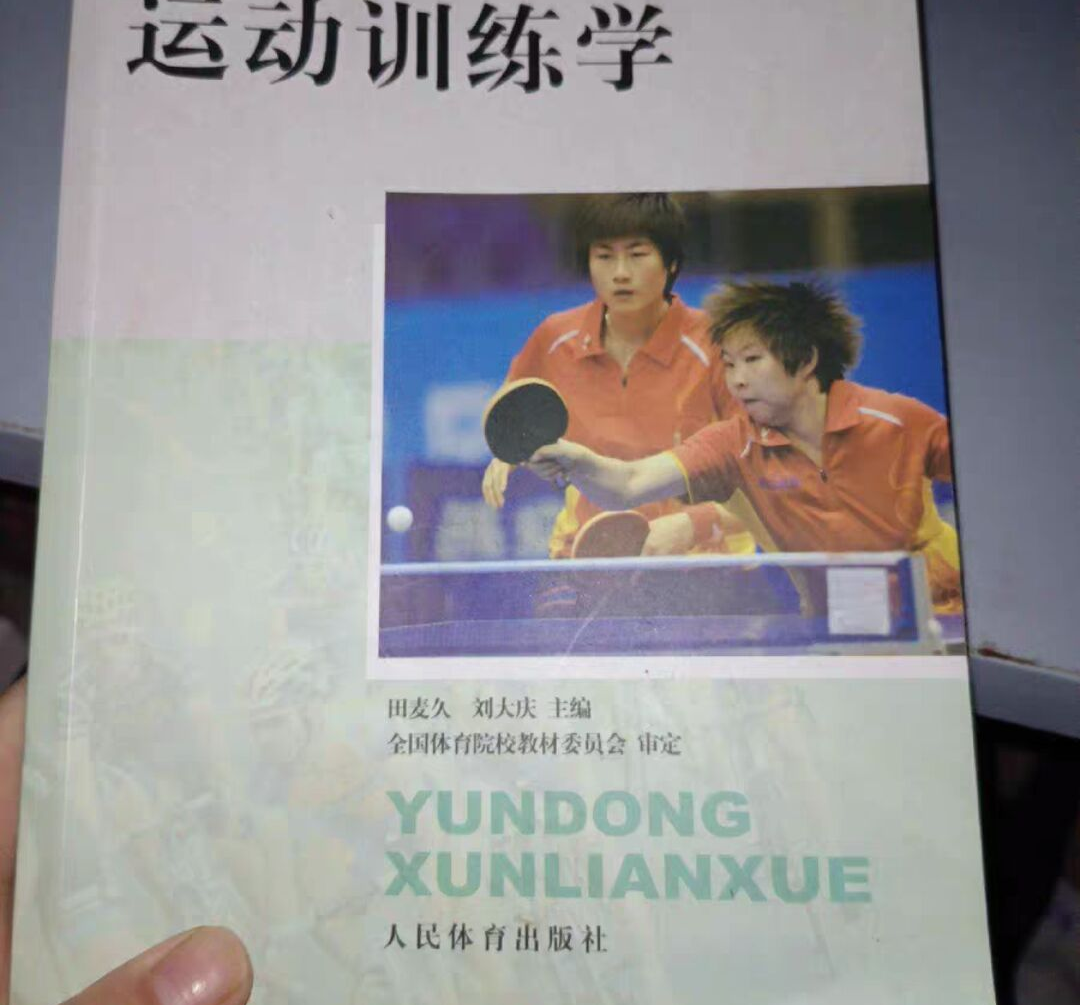 运动训练学
田麦久 刘大庆 主编
全国体育院校教材委员会 审定
YUNDONG
XUNLIANXUE
人民体育出版社